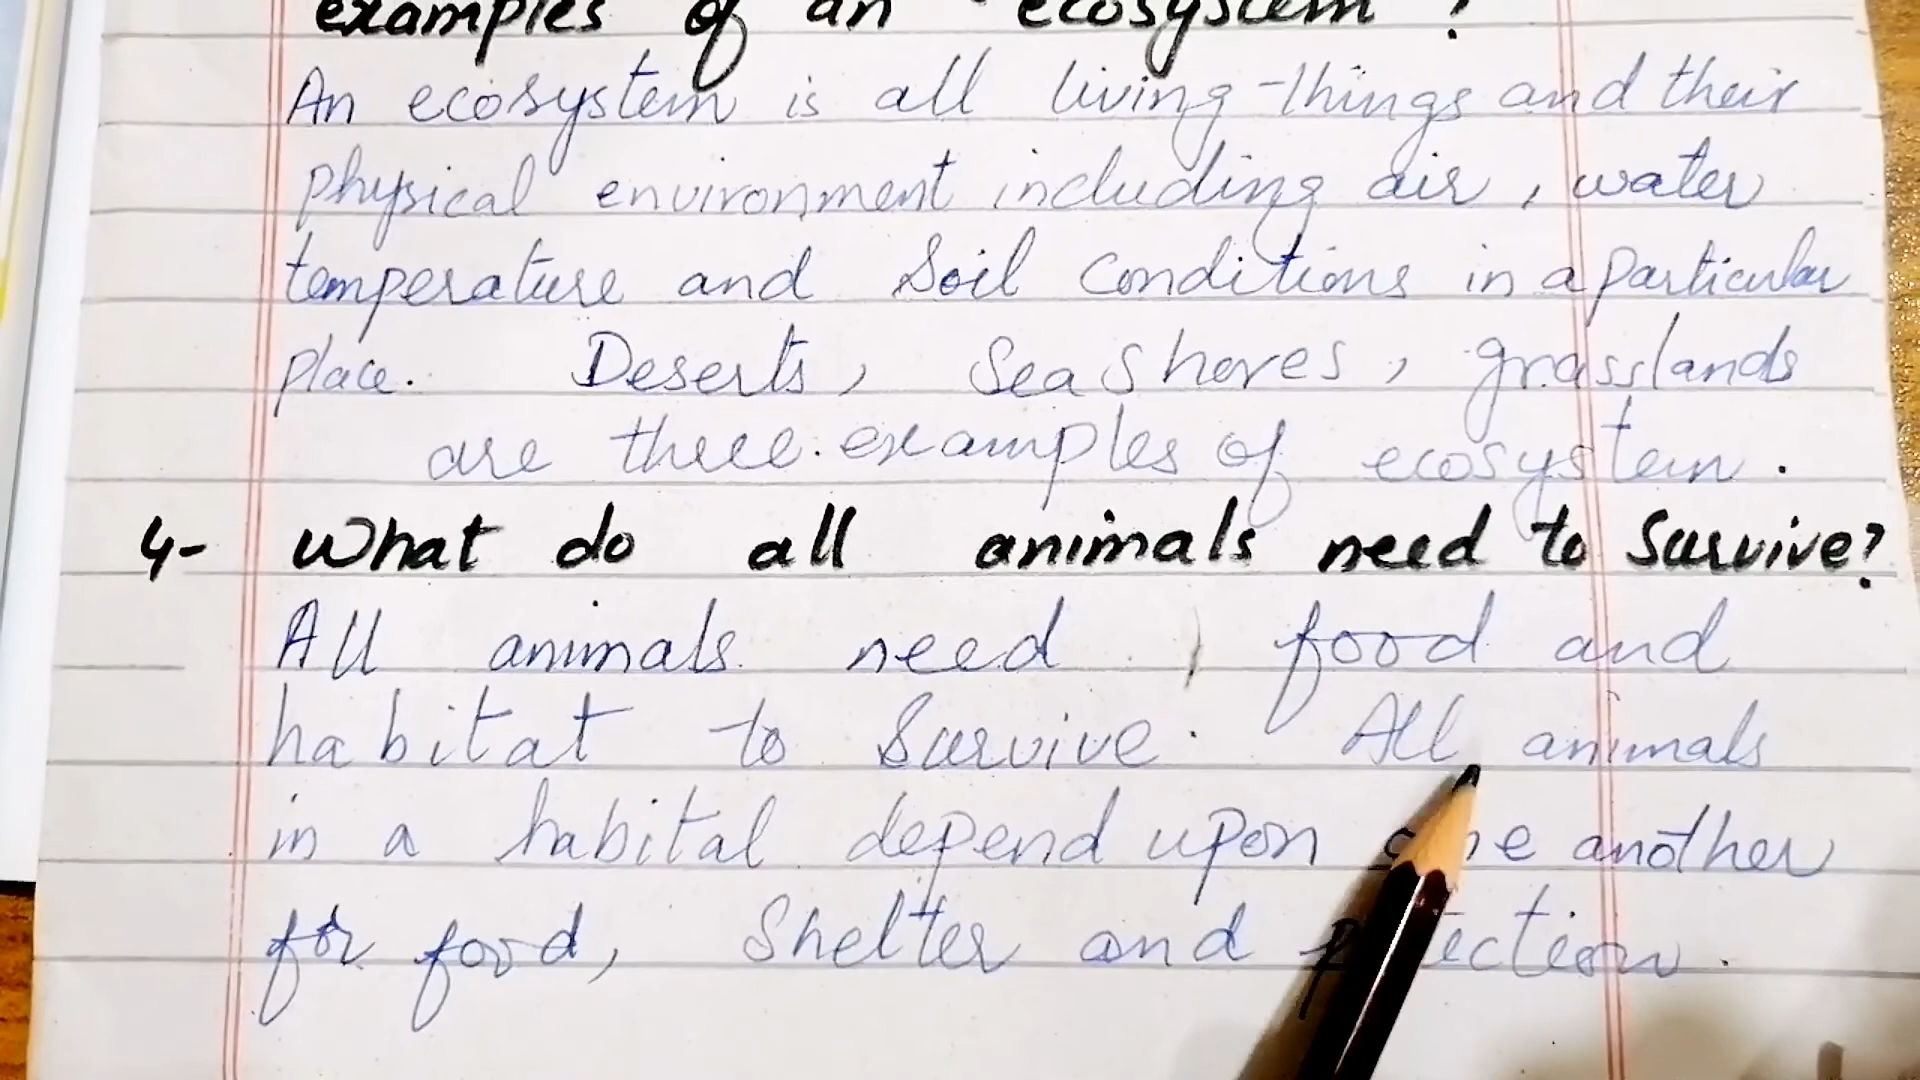 examples of an ecosystem?
An ecosystem is all living things and their
physical environment including air, water
temperature and soil conditions in a particular
place. Deserts, Sea Shores, grasslands
are three examples of ecosystem.
4- What do all animals need to Survive?
All animals need food and
habitat to Survive. All animals
in a habital depend upon another
for food, Shelter and